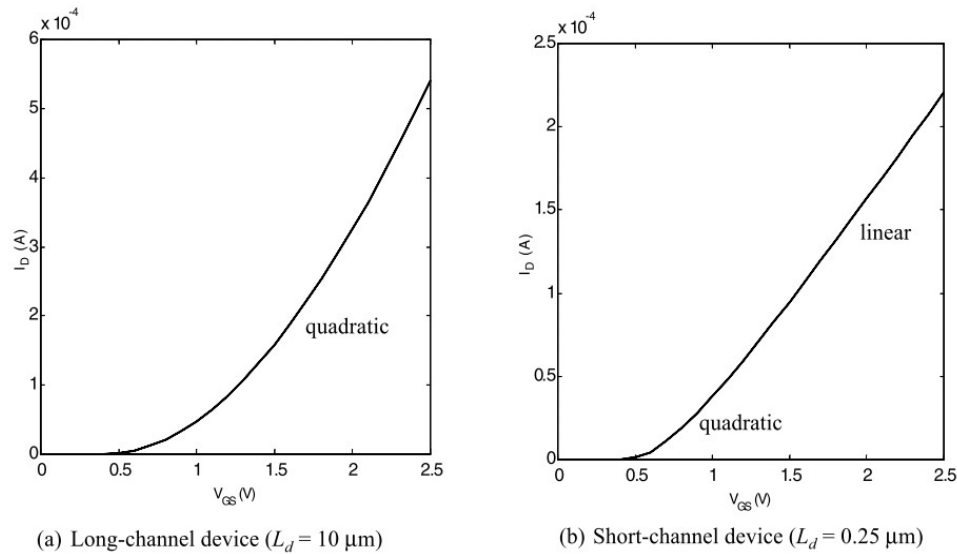 × 10⁻⁴
6
5
4
3
2
1
0
I_D (A)
quadratic
0 0.5 1 1.5 2 2.5
V_GS (V)
(a) Long-channel device (L_d = 10 μm)
× 10⁻⁴
2.5
2
1.5
1
0.5
0
I_D (A)
linear
quadratic
0 0.5 1 1.5 2 2.5
V_GS (V)
(b) Short-channel device (L_d = 0.25 μm)